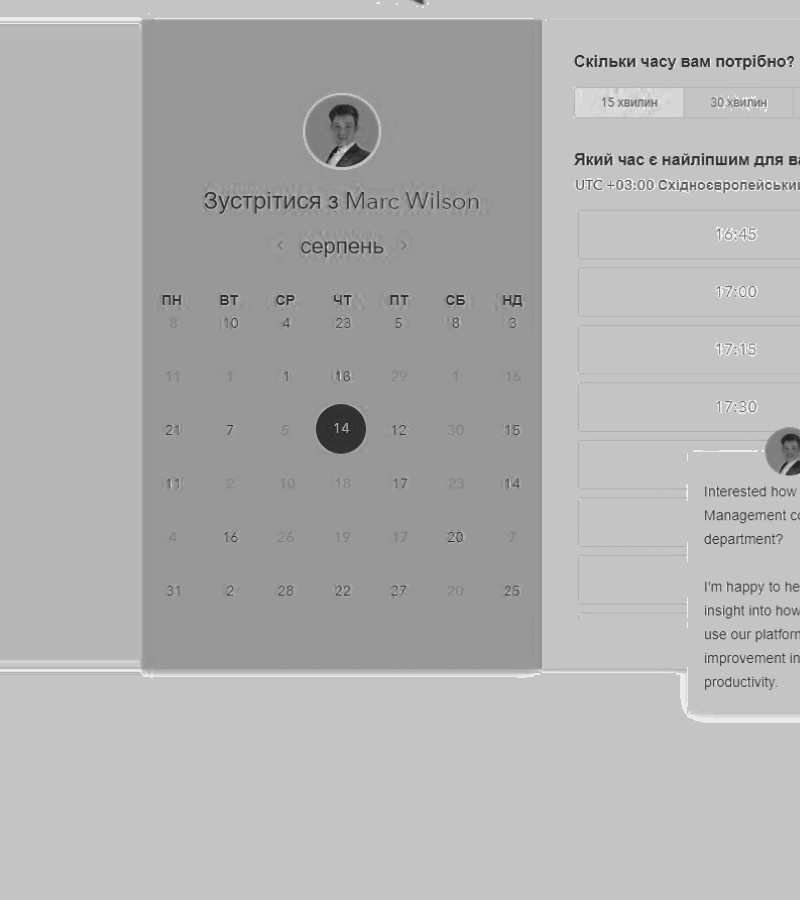 Зустрітися з Marc Wilson
серпень
ПН ВТ СР ЧТ ПТ СБ НД
8 10 4 23 5 8 3
11 1 1 18 29 1 16
21 7 5 14 12 30 15
11 2 10 18 17 23 14
4 16 26 19 17 20 7
31 2 28 22 27 20 25
Скільки часу вам потрібно?
15 хвилин 30 хвилин
Який час є найліпшим для ва
UTC +03:00 Східноєвропейськи
16:45
17:00
17:15
17:30
Interested how
Management co
department?
I'm happy to he
insight into how
use our platforn
improvement in
productivity.